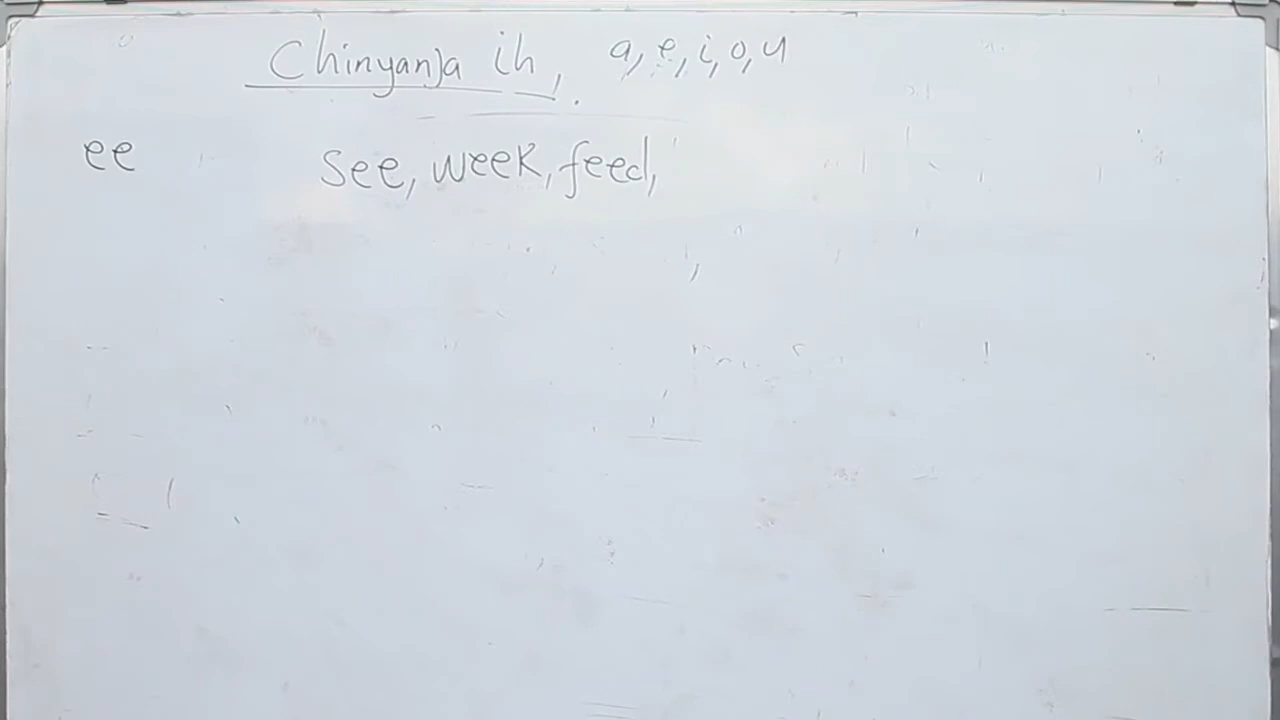 Chinyanja ih, a, e, i, o, u
ee see, week, feed,